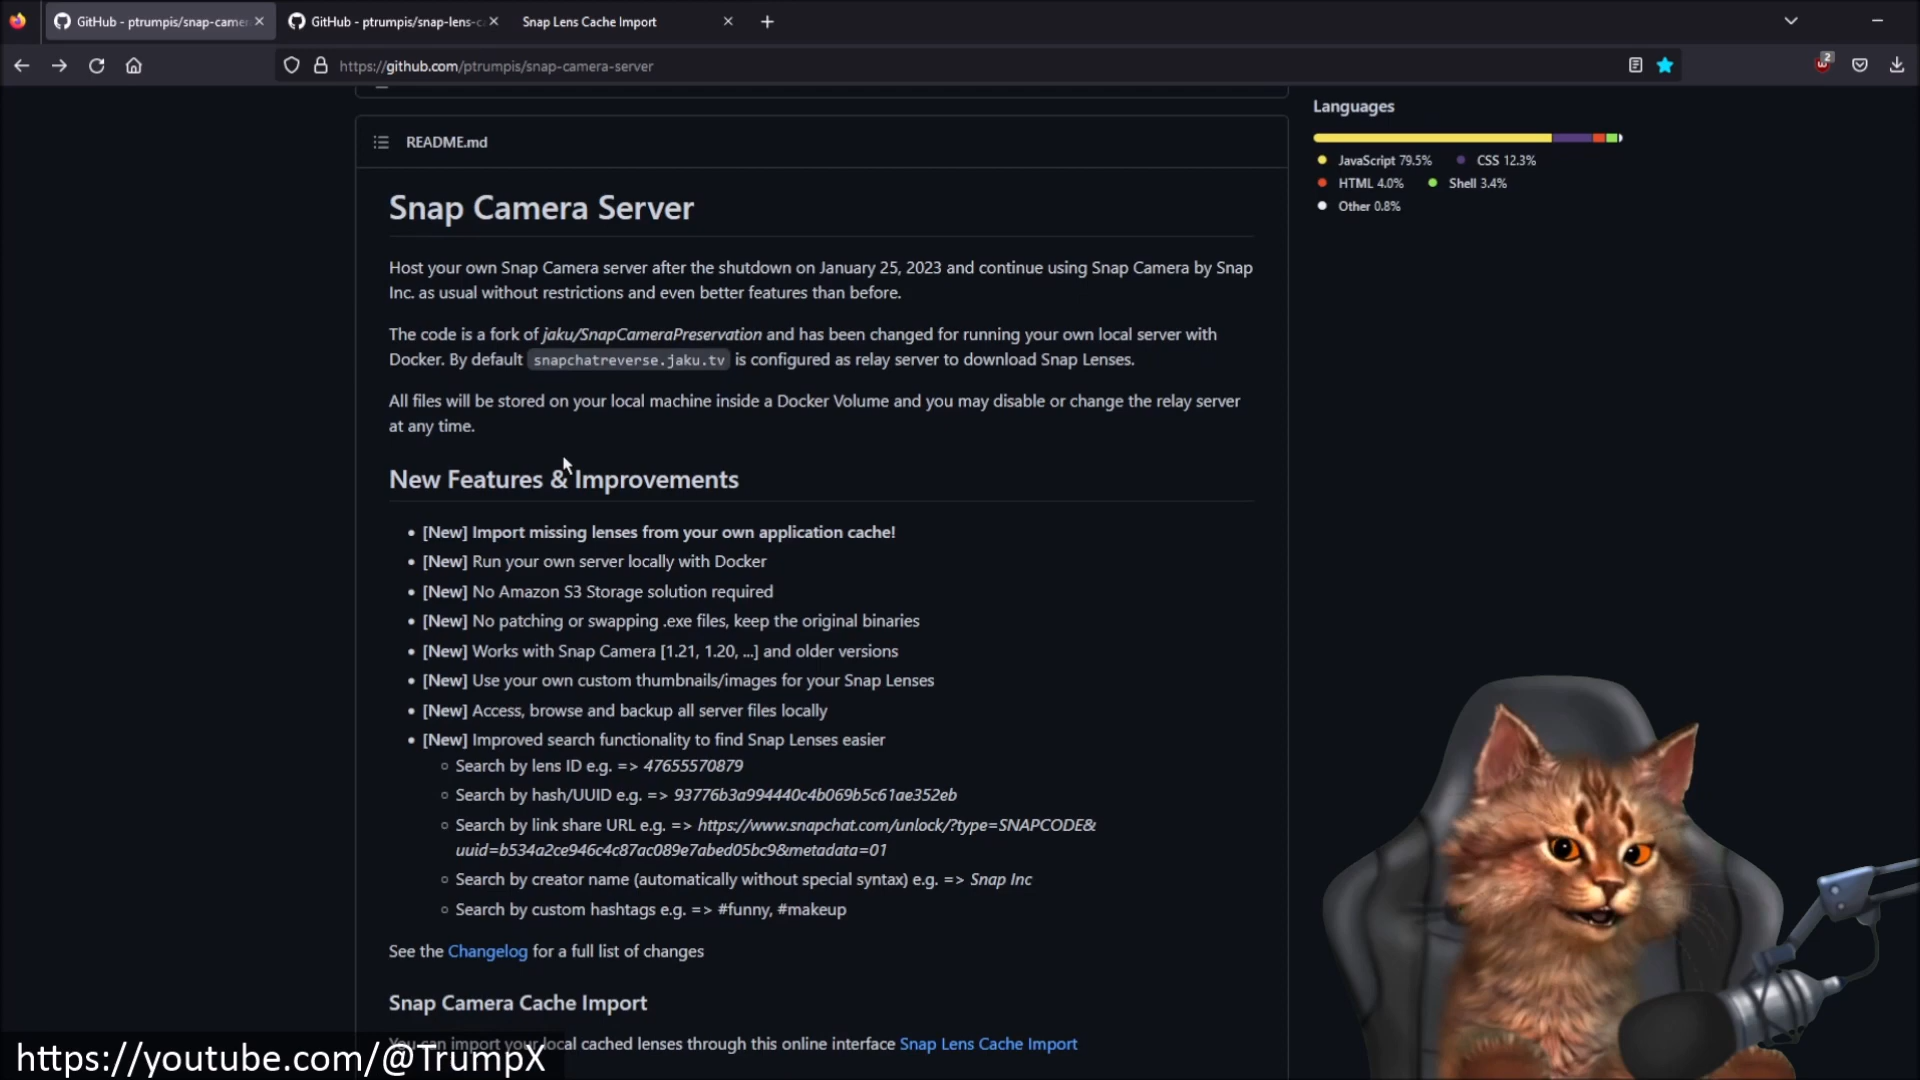 GitHub - ptrumpis/snap-camer
GitHub - ptrumpis/snap-lens-c
Snap Lens Cache Import
https://github.com/ptrumpis/snap-camera-server
2
README.md
Snap Camera Server
Host your own Snap Camera server after the shutdown on January 25, 2023 and continue using Snap Camera by Snap
Inc. as usual without restrictions and even better features than before.
The code is a fork of jaku/SnapCameraPreservation and has been changed for running your own local server with
Docker. By default snapchatreverse.jaku.tv is configured as relay server to download Snap Lenses.
All files will be stored on your local machine inside a Docker Volume and you may disable or change the relay server
at any time.
New Features & Improvements
• [New] Import missing lenses from your own application cache!
• [New] Run your own server locally with Docker
• [New] No Amazon S3 Storage solution required
• [New] No patching or swapping .exe files, keep the original binaries
• [New] Works with Snap Camera [1.21, 1.20, ...] and older versions
• [New] Use your own custom thumbnails/images for your Snap Lenses
• [New] Access, browse and backup all server files locally
• [New] Improved search functionality to find Snap Lenses easier
◦ Search by lens ID e.g. => 47655570879
◦ Search by hash/UUID e.g. => 93776b3a994440c4b069b5c61ae352eb
◦ Search by link share URL e.g. => https://www.snapchat.com/unlock/?type=SNAPCODE&
uuid=b534a2ce946c4c87ac089e7abed05bc9&metadata=01
◦ Search by creator name (automatically without special syntax) e.g. => Snap Inc
◦ Search by custom hashtags e.g. => #funny, #makeup
See the Changelog for a full list of changes
Snap Camera Cache Import
You can import your local cached lenses through this online interface Snap Lens Cache Import
Languages
JavaScript 79.5% CSS 12.3%
HTML 4.0% Shell 3.4%
Other 0.8%
https://youtube.com/@TrumpX